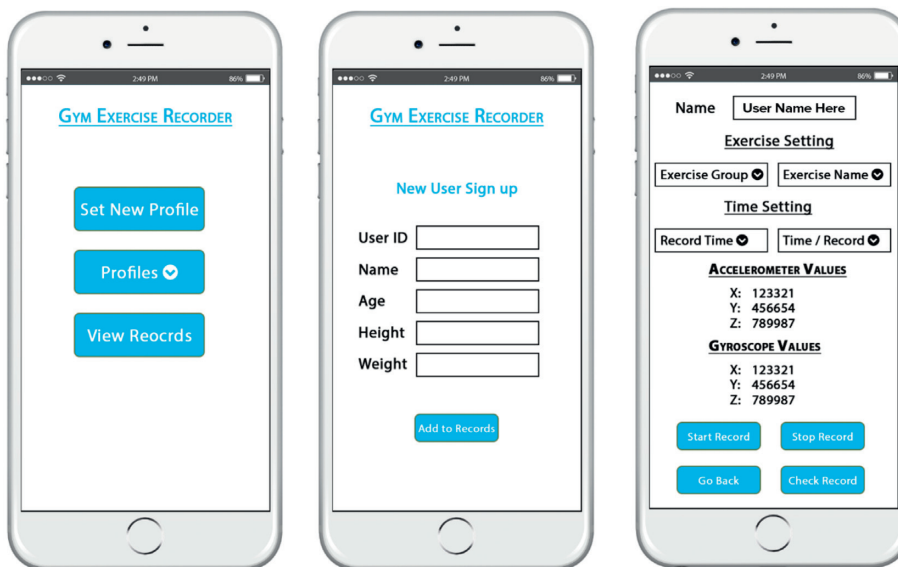 2:49 PM 86%
GYM EXERCISE RECORDER
Set New Profile
Profiles
View Reocrds
2:49 PM 86%
GYM EXERCISE RECORDER
New User Sign up
User ID
Name
Age
Height
Weight
Add to Records
2:49 PM 86%
Name User Name Here
Exercise Setting
Exercise Group Exercise Name
Time Setting
Record Time Time / Record
ACCELEROMETER VALUES
X: 123321
Y: 456654
Z: 789987
GYROSCOPE VALUES
X: 123321
Y: 456654
Z: 789987
Start Record Stop Record
Go Back Check Record